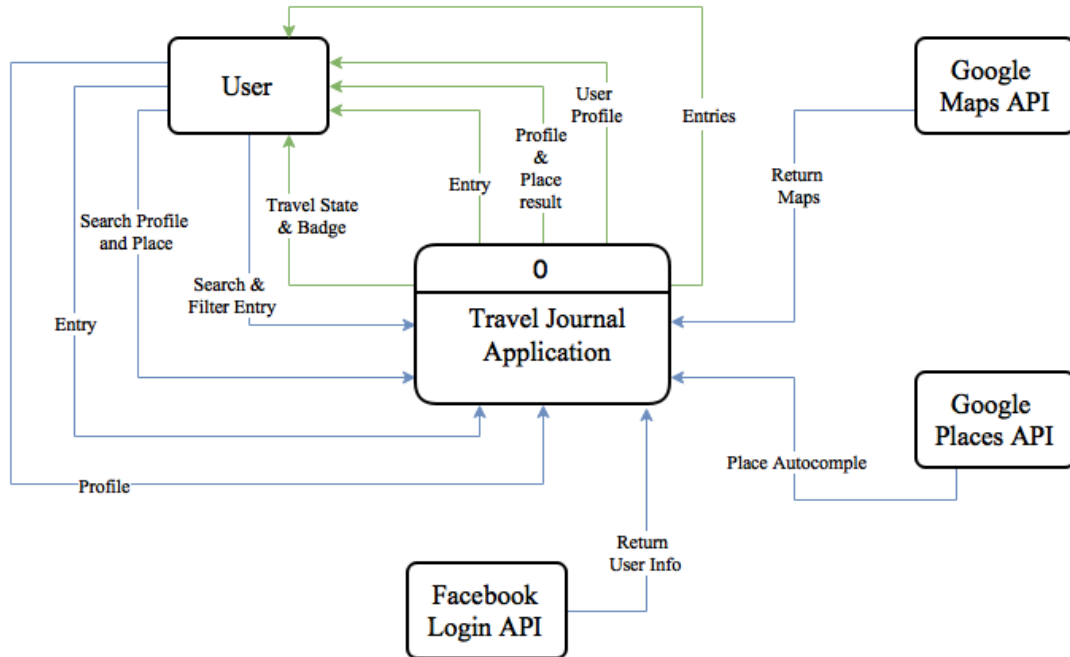 User
Google
Maps API
User
Profile
Entries
Profile
&
Place
result
Entry
Return
Maps
Travel State
& Badge
Search Profile
and Place
Search &
Filter Entry
Entry
0
Travel Journal
Application
Google
Places API
Place Autocomple
Profile
Return
User Info
Facebook
Login API